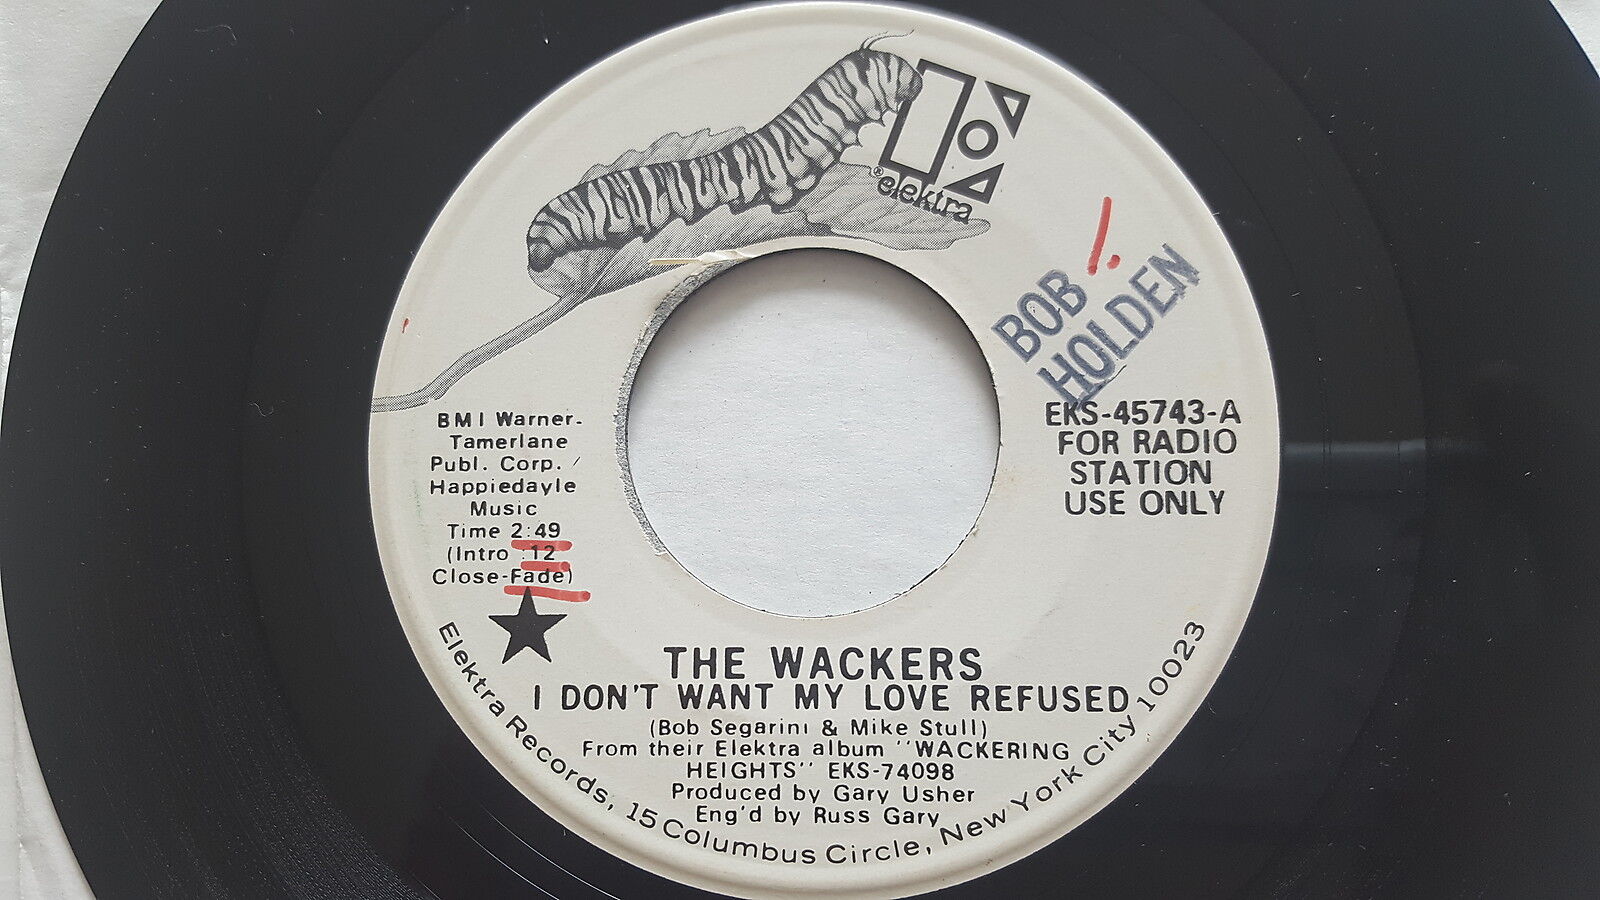 ® elektra
1.
BOB
HOLDEN
EKS-45743-A
FOR RADIO
STATION
USE ONLY
BMI Warner-
Tamerlane
Publ. Corp. /
Happiedayle
Music
Time 2:49
(Intro :12
Close-Fade)
THE WACKERS
I DON'T WANT MY LOVE REFUSED
(Bob Segarini & Mike Stull)
From their Elektra album "WACKERING
HEIGHTS" EKS-74098
Produced by Gary Usher
Eng'd by Russ Gary
Elektra Records, 15 Columbus Circle, New York City 10023